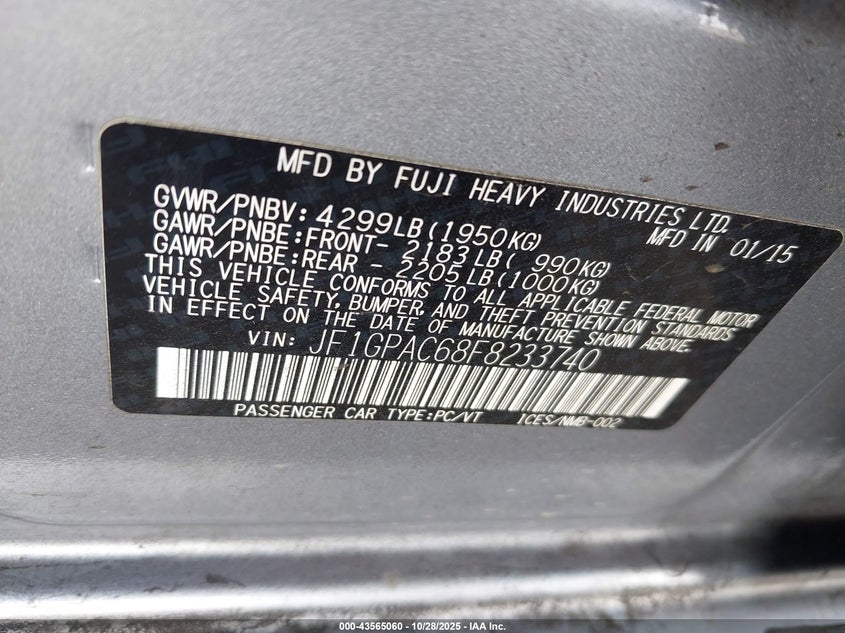 MFD BY FUJI HEAVY INDUSTRIES LTD.
GVWR/PNBV: 4299LB(1950KG) MFD IN 01/15
GAWR/PNBE:FRONT- 2183LB( 990KG)
GAWR/PNBE:REAR - 2205LB(1000KG)
THIS VEHICLE CONFORMS TO ALL APPLICABLE FEDERAL MOTOR
VEHICLE SAFETY, BUMPER, AND THEFT PREVENTION STANDARDS
IN EFFECT ON THE DATE OF MANUFACTURE SHOWN ABOVE.
VIN: JF1GPAC68F8233740
PASSENGER CAR TYPE:PC/VT ICES/NMB-002
000-43565060 - 10/28/2025 - IAA Inc.